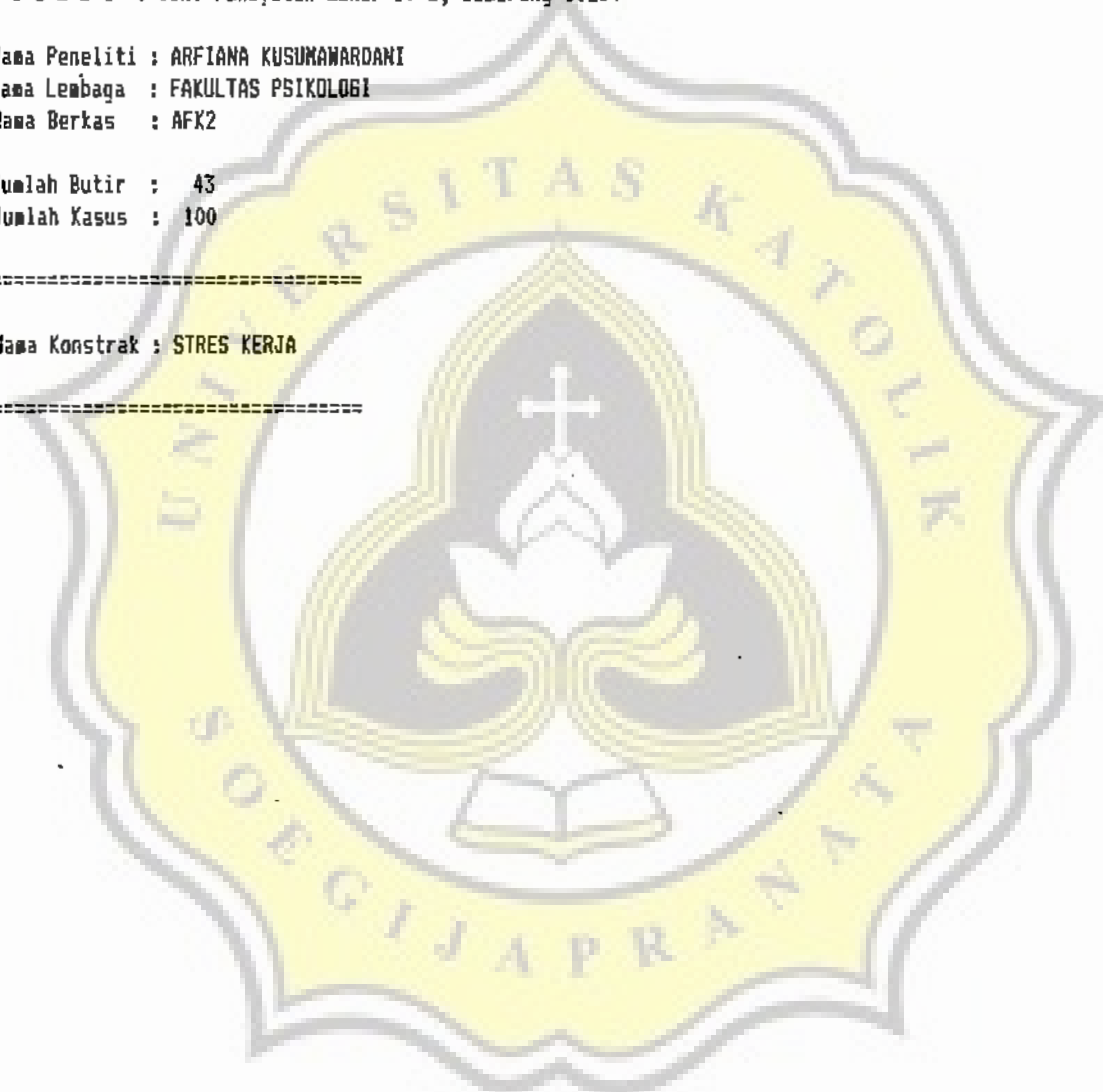 Nama Peneliti : ARFIANA KUSUMAWARDANI
Nama Lembaga : FAKULTAS PSIKOLOGI
Nama Berkas : AFK2
Jumlah Butir : 43
Jumlah Kasus : 100
===================================
Nama Konstrak : STRES KERJA
===================================
UNIVERSITAS KATOLIK
SOEGIJAPRANATA